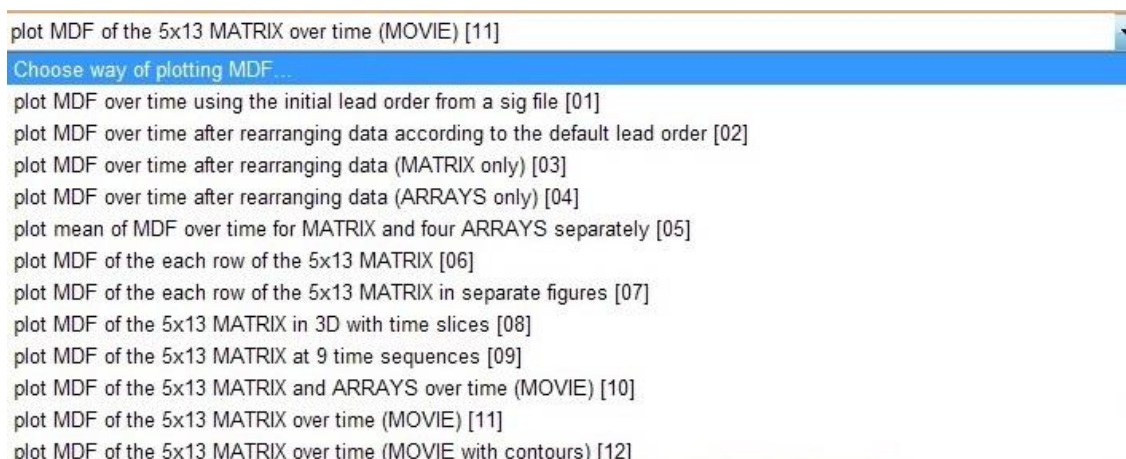 plot MDF of the 5x13 MATRIX over time (MOVIE) [11]
Choose way of plotting MDF...
plot MDF over time using the initial lead order from a sig file [01]
plot MDF over time after rearranging data according to the default lead order [02]
plot MDF over time after rearranging data (MATRIX only) [03]
plot MDF over time after rearranging data (ARRAYS only) [04]
plot mean of MDF over time for MATRIX and four ARRAYS separately [05]
plot MDF of the each row of the 5x13 MATRIX [06]
plot MDF of the each row of the 5x13 MATRIX in separate figures [07]
plot MDF of the 5x13 MATRIX in 3D with time slices [08]
plot MDF of the 5x13 MATRIX at 9 time sequences [09]
plot MDF of the 5x13 MATRIX and ARRAYS over time (MOVIE) [10]
plot MDF of the 5x13 MATRIX over time (MOVIE) [11]
plot MDF of the 5x13 MATRIX over time (MOVIE with contours) [12]